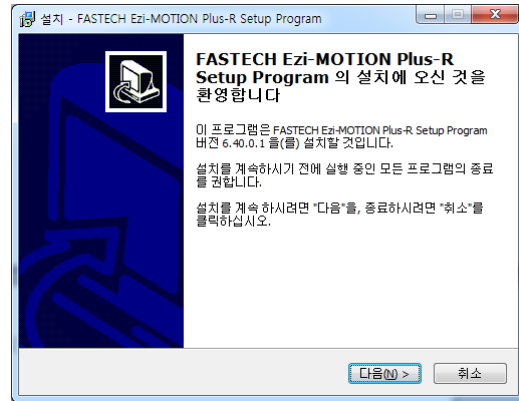 설치 - FASTECH Ezi-MOTION Plus-R Setup Program
FASTECH Ezi-MOTION Plus-R
Setup Program 의 설치에 오신 것을
환영합니다
이 프로그램은 FASTECH Ezi-MOTION Plus-R Setup Program
버전 6.40.0.1 을(를) 설치할 것입니다.
설치를 계속하시기 전에 실행 중인 모든 프로그램의 종료
를 권합니다.
설치를 계속 하시려면 "다음"을, 종료하시려면 "취소"를
클릭하십시오.
다음(N) >
취소